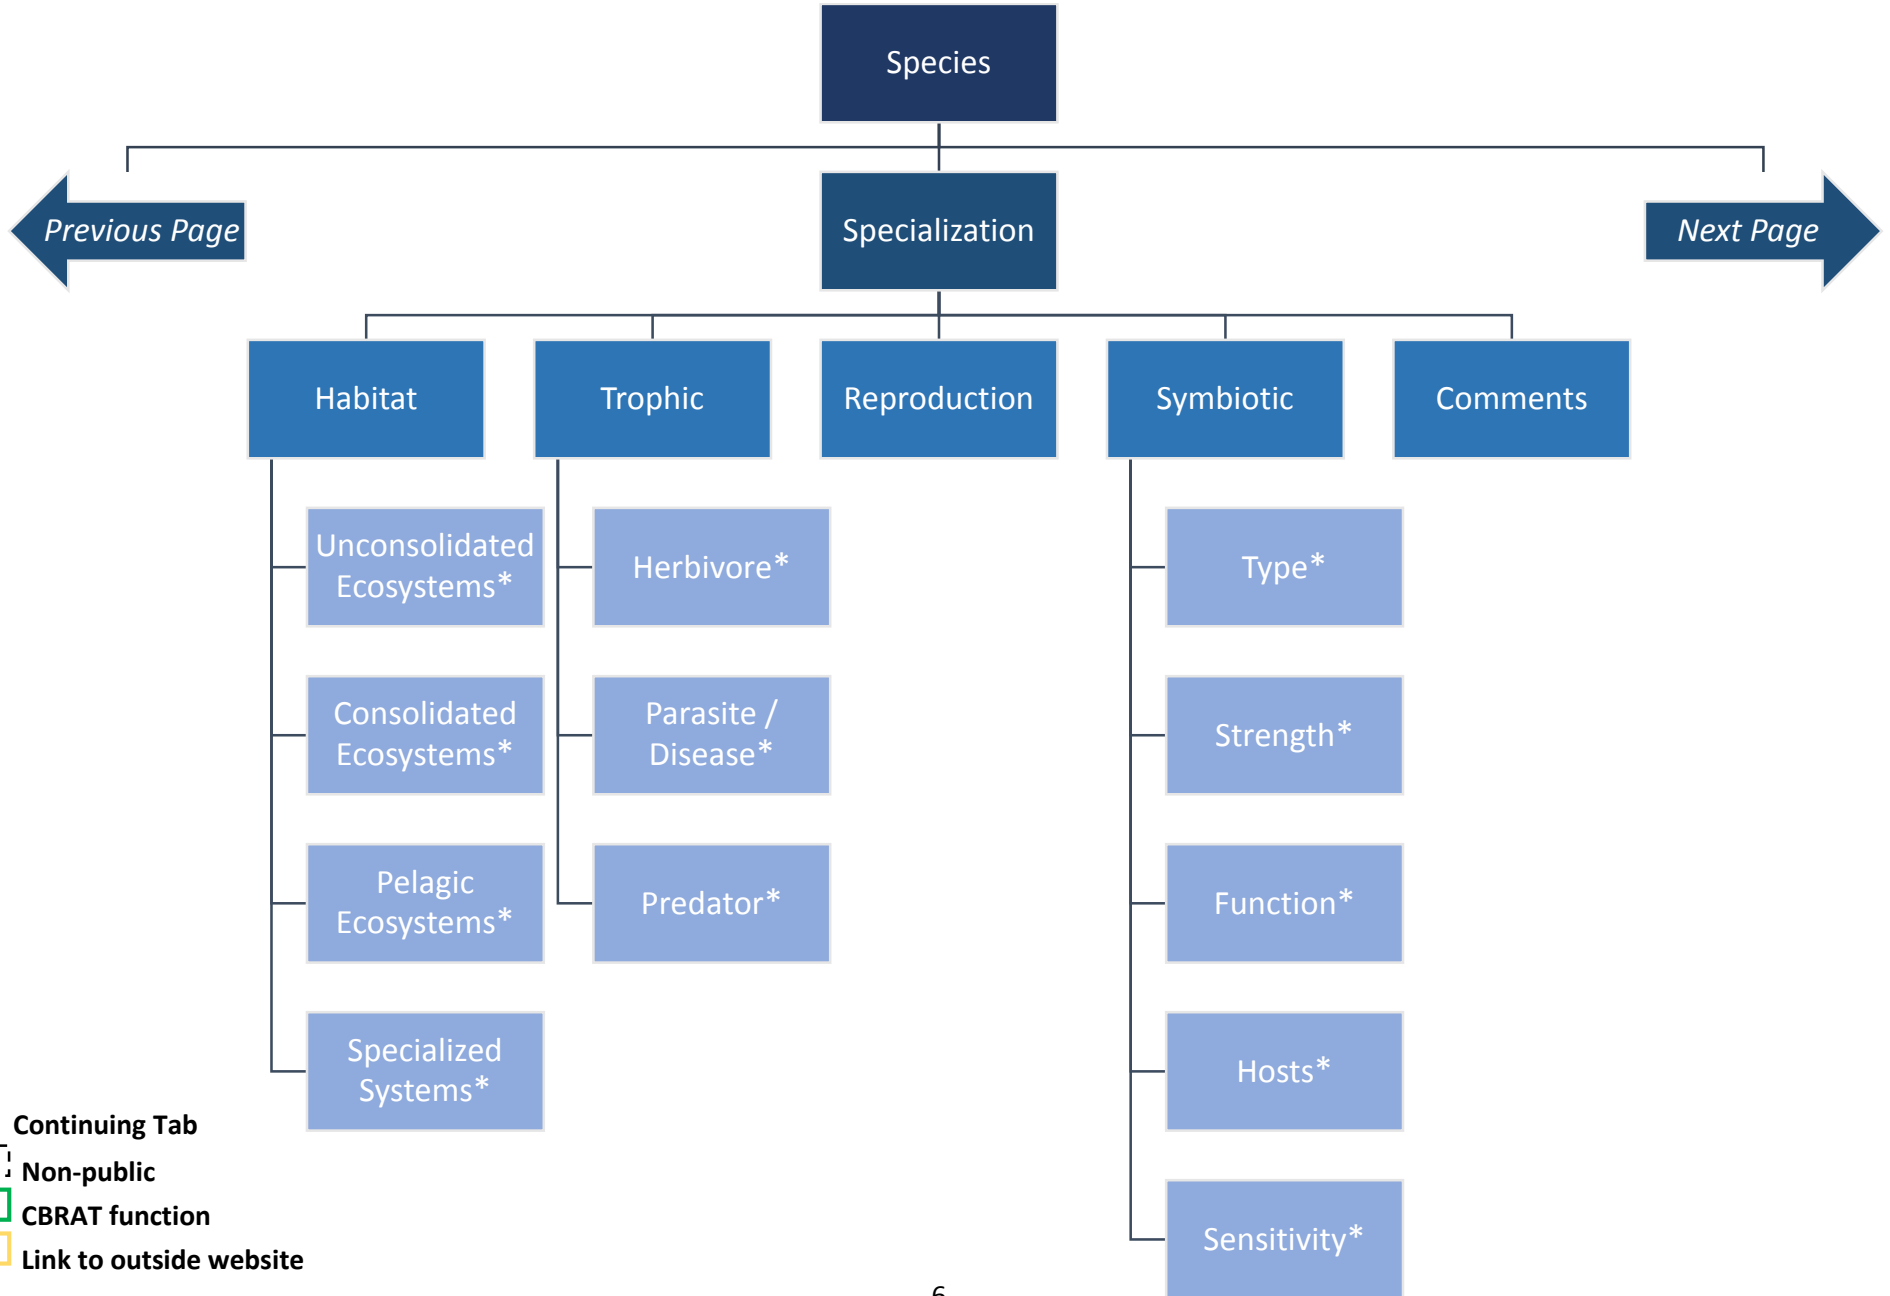 Species
Previous Page
Specialization
Next Page
Habitat
Trophic
Reproduction
Symbiotic
Comments
Unconsolidated
Ecosystems*
Herbivore*
Type*
Consolidated
Ecosystems*
Parasite /
Disease*
Strength*
Pelagic
Ecosystems*
Predator*
Function*
Specialized
Systems*
Hosts*
Sensitivity*
Continuing Tab
Non-public
CBRAT function
Link to outside website
6